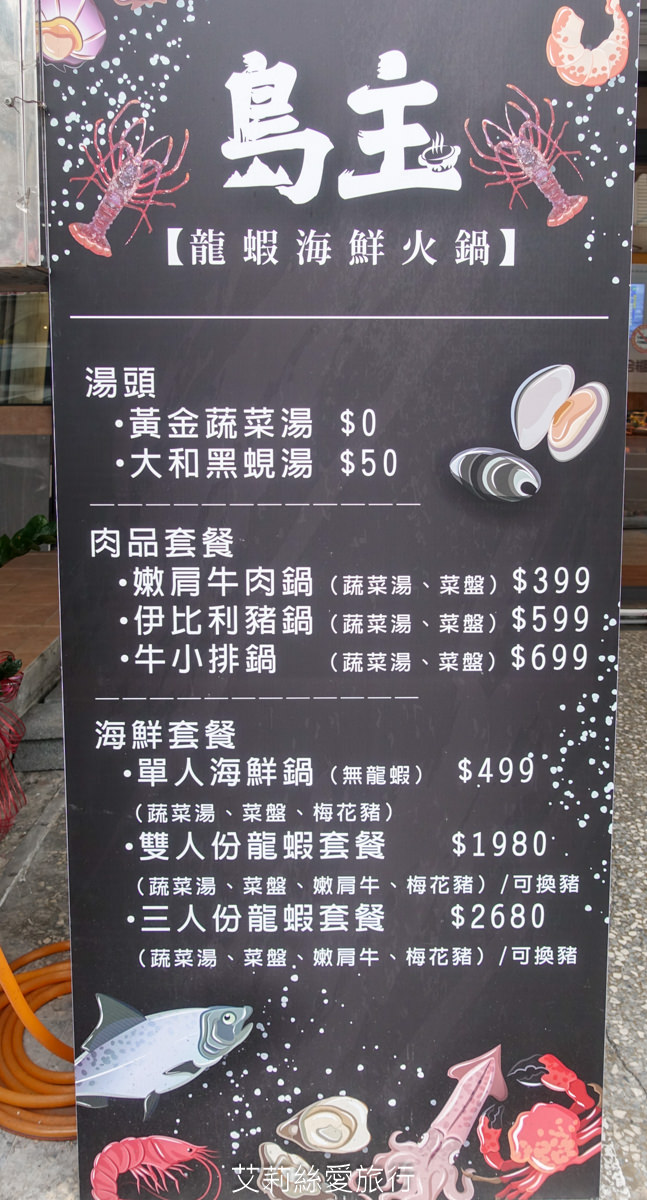 島主
【龍蝦海鮮火鍋】
湯頭
•黃金蔬菜湯 $0
•大和黑蜆湯 $50
肉品套餐
•嫩肩牛肉鍋（蔬菜湯、菜盤）$399
•伊比利豬鍋（蔬菜湯、菜盤）$599
•牛小排鍋 （蔬菜湯、菜盤）$699
海鮮套餐
•單人海鮮鍋（無龍蝦） $499
（蔬菜湯、菜盤、梅花豬）
•雙人份龍蝦套餐 $1980
（蔬菜湯、菜盤、嫩肩牛、梅花豬）/可換豬
•三人份龍蝦套餐 $2680
（蔬菜湯、菜盤、嫩肩牛、梅花豬）/可換豬
艾莉絲愛旅行